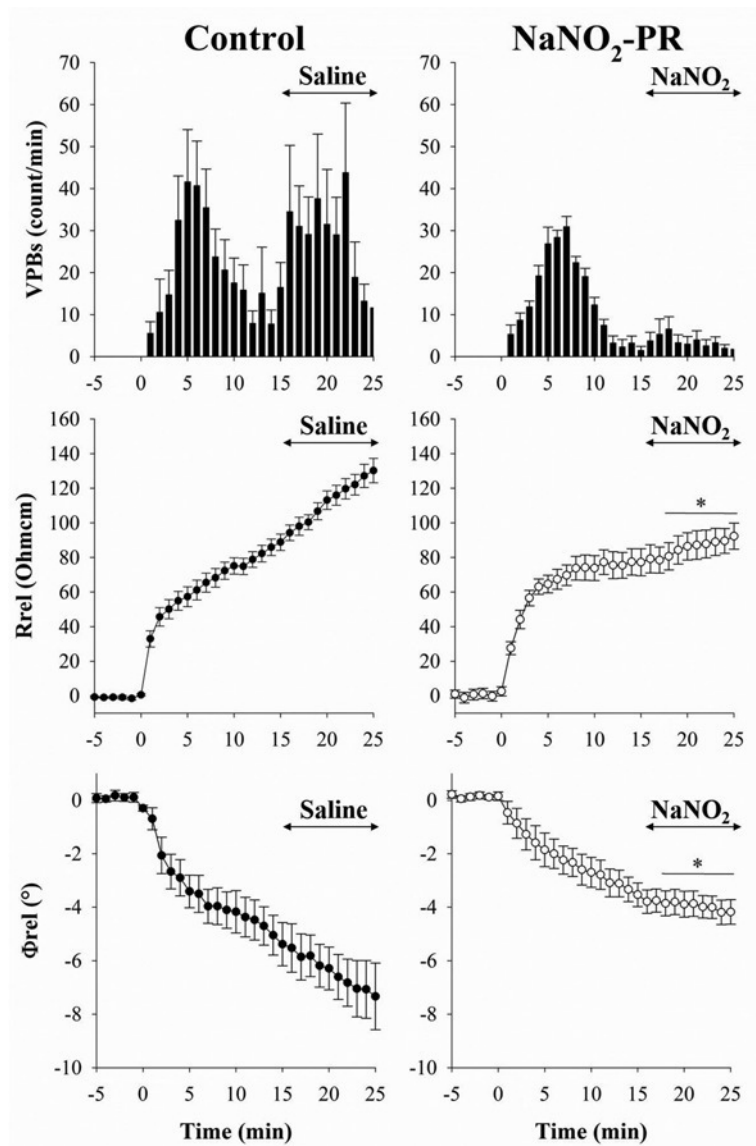 Control NaNO₂-PR
Saline NaNO₂
VPBs (count/min)
70 70
60 60
50 50
40 40
30 30
20 20
10 10
0 0
-5 0 5 10 15 20 25 -5 0 5 10 15 20 25
Saline NaNO₂
*
Rrel (Ohmcm)
160 160
140 140
120 120
100 100
80 80
60 60
40 40
20 20
0 0
-5 0 5 10 15 20 25 -5 0 5 10 15 20 25
Saline NaNO₂
*
Φrel (°)
0 0
-2 -2
-4 -4
-6 -6
-8 -8
-10 -10
-5 0 5 10 15 20 25 -5 0 5 10 15 20 25
Time (min) Time (min)